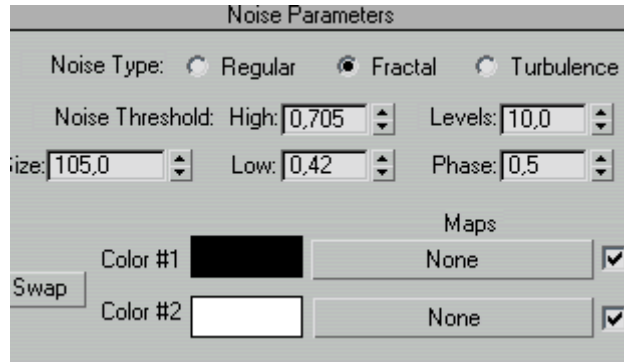 Noise Parameters
Noise Type: Regular Fractal Turbulence
Noise Threshold: High: 0,705 Levels: 10,0
ize: 105,0 Low: 0,42 Phase: 0,5
Maps
Color #1 None
Swap
Color #2 None